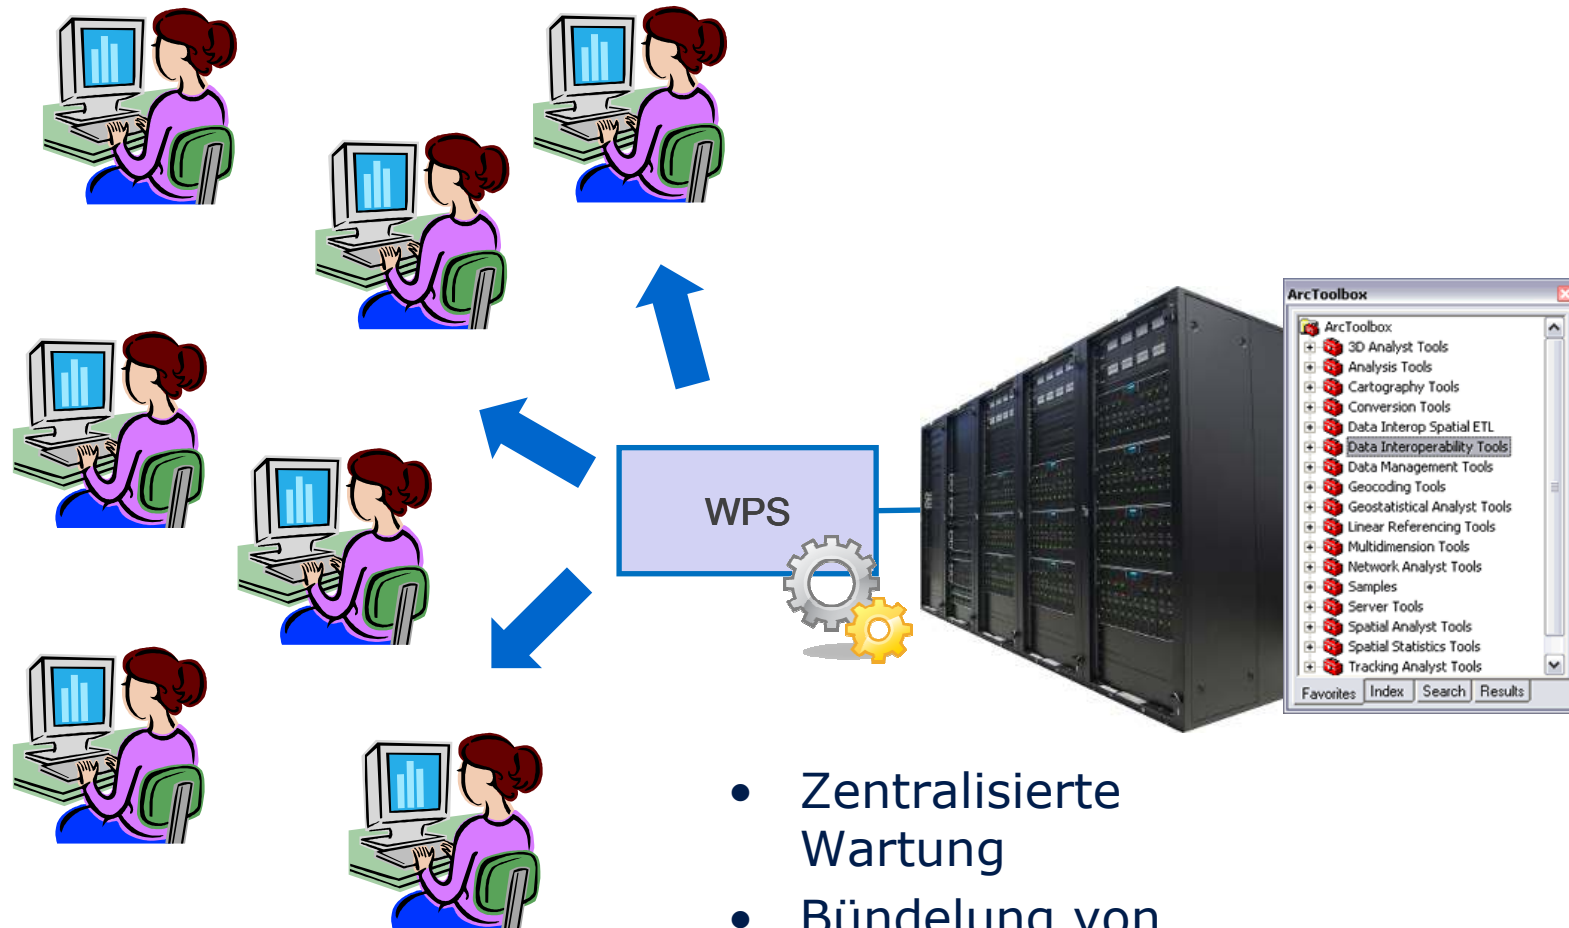 WPS
ArcToolbox
ArcToolbox
3D Analyst Tools
Analysis Tools
Cartography Tools
Conversion Tools
Data Interop Spatial ETL
Data Interoperability Tools
Data Management Tools
Geocoding Tools
Geostatistical Analyst Tools
Linear Referencing Tools
Multidimension Tools
Network Analyst Tools
Samples
Server Tools
Spatial Analyst Tools
Spatial Statistics Tools
Tracking Analyst Tools
Favorites Index Search Results
• Zentralisierte
Wartung
• Bündelung von